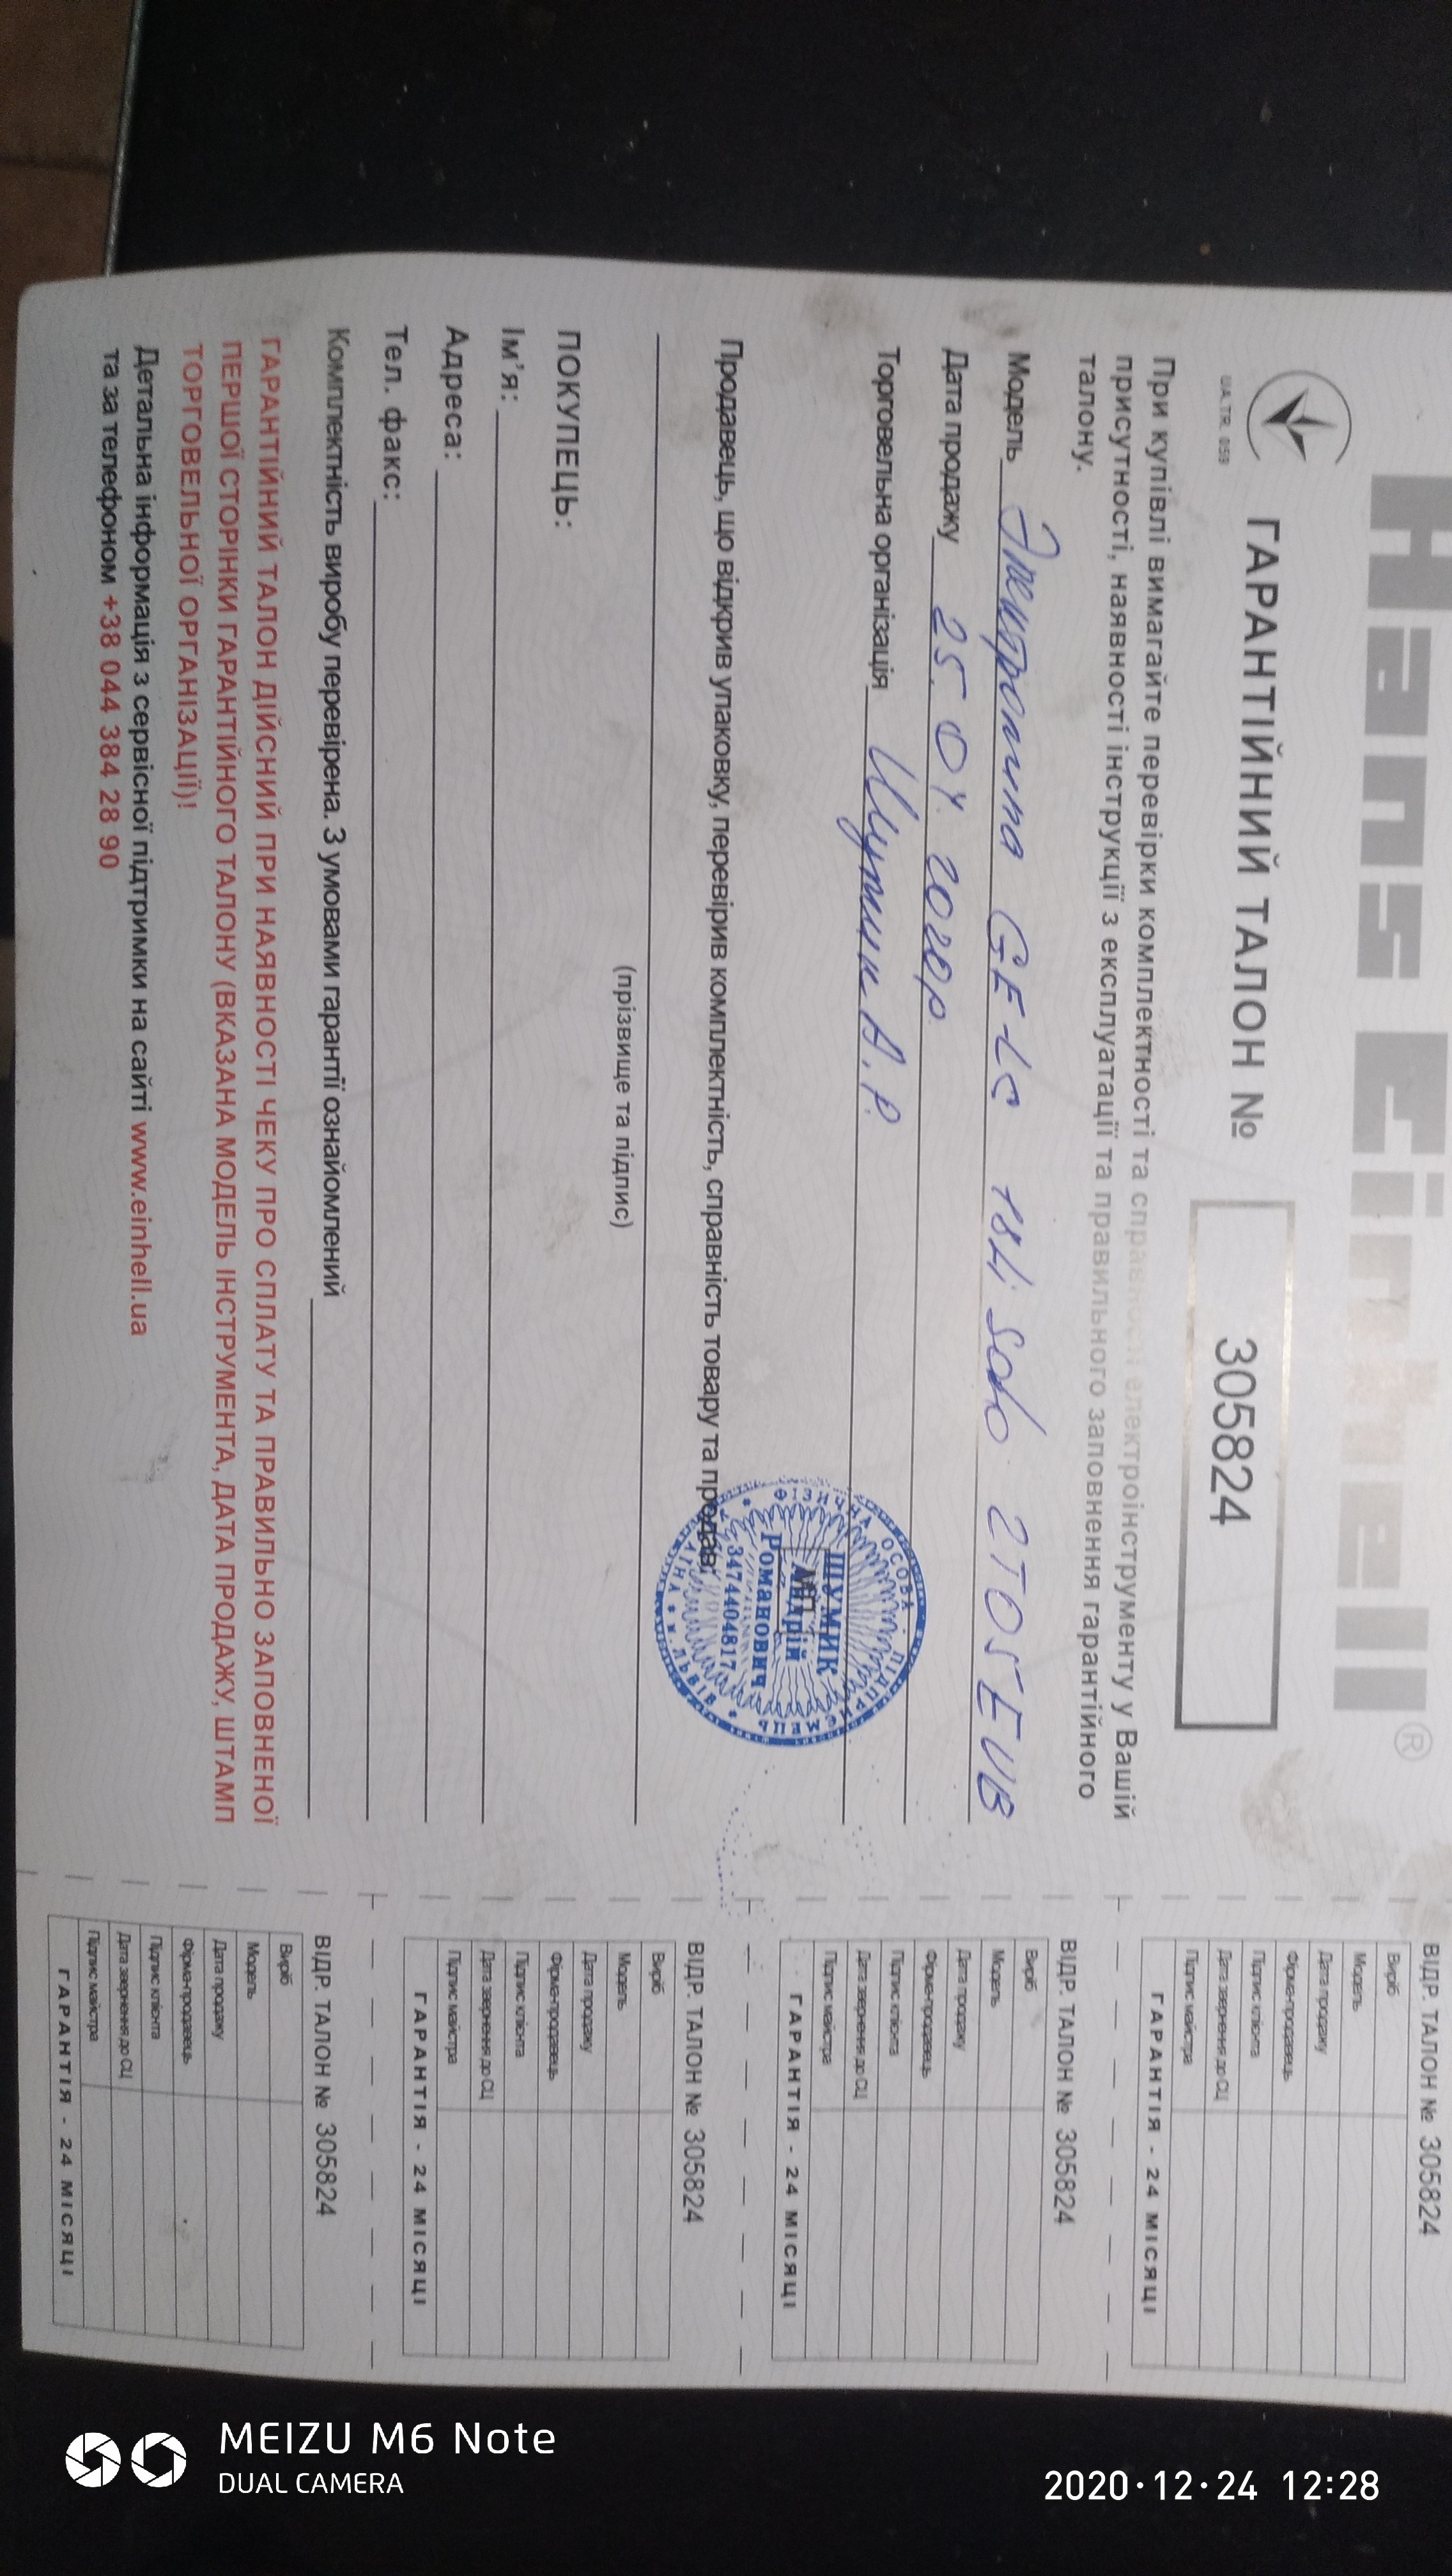 Hans Einhell ®
ГАРАНТІЙНИЙ ТАЛОН № 305824
UA.TR. 059
При купівлі вимагайте перевірки комплектності та справності електроінструменту у Вашій
присутності, наявності інструкції з експлуатації та правильного заповнення гарантійного
талону.
Модель Электропила GE-LC 18Li Solo 2TOSEUB
Дата продажу 25. 04. 2020р.
Торговельна організація Шумик А. Р.
Продавець, що відкрив упаковку, перевірив комплектність, справність товару та продав:
ФІЗИЧНА ОСОБА ПІДПРИЄМЕЦЬ
ШУМИК
Андрій
Романович
3474404817
М.П.
УКРАЇНА * м.ЛЬВІВ *
(прізвище та підпис)
ПОКУПЕЦЬ:
Ім'я:
Адреса:
Тел. факс:
Комплектність виробу перевірена. З умовами гарантії ознайомлений
ГАРАНТІЙНИЙ ТАЛОН ДІЙСНИЙ ПРИ НАЯВНОСТІ ЧЕКУ ПРО СПЛАТУ ТА ПРАВИЛЬНО ЗАПОВНЕНОЇ
ПЕРШОЇ СТОРІНКИ ГАРАНТІЙНОГО ТАЛОНУ (ВКАЗАНА МОДЕЛЬ ІНСТРУМЕНТА, ДАТА ПРОДАЖУ, ШТАМП
ТОРГОВЕЛЬНОЇ ОРГАНІЗАЦІЇ)!
Детальна інформація з сервісної підтримки на сайті www.einhell.ua
та за телефоном +38 044 384 28 90
ВІДР. ТАЛОН № 305824
Виріб
Модель
Дата продажу
Фірма-продавець
Підпис клієнта
Дата звернення до СЦ
Підпис майстра
ГАРАНТІЯ - 24 МІСЯЦІ
ВІДР. ТАЛОН № 305824
Виріб
Модель
Дата продажу
Фірма-продавець
Підпис клієнта
Дата звернення до СЦ
Підпис майстра
ГАРАНТІЯ - 24 МІСЯЦІ
ВІДР. ТАЛОН № 305824
Виріб
Модель
Дата продажу
Фірма-продавець
Підпис клієнта
Дата звернення до СЦ
Підпис майстра
ГАРАНТІЯ - 24 МІСЯЦІ
ВІДР. ТАЛОН № 305824
Виріб
Модель
Дата продажу
Фірма-продавець
Підпис клієнта
Дата звернення до СЦ
Підпис майстра
ГАРАНТІЯ - 24 МІСЯЦІ
MEIZU M6 Note
DUAL CAMERA
2020·12·24 12:28